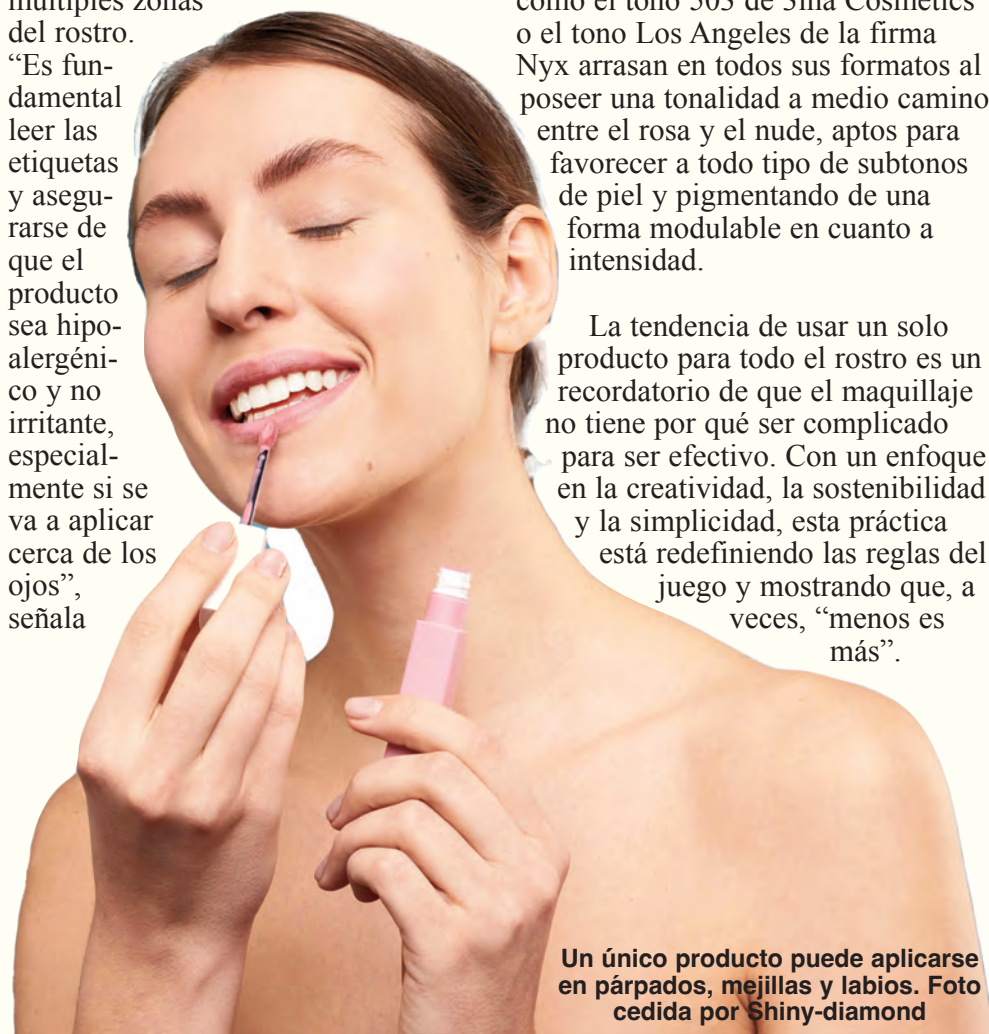 múltiples zonas
del rostro.
“Es fun-
damental
leer las
etiquetas
y asegu-
rarse de
que el
producto
sea hipo-
alergéni-
co y no
irritante,
especial-
mente si se
va a aplicar
cerca de los
ojos”,
señala
como el tono 503 de 3ina Cosmetics
o el tono Los Angeles de la firma
Nyx arrasan en todos sus formatos al
poseer una tonalidad a medio camino
entre el rosa y el nude, aptos para
favorecer a todo tipo de subtonos
de piel y pigmentando de una
forma modulable en cuanto a
intensidad.
La tendencia de usar un solo
producto para todo el rostro es un
recordatorio de que el maquillaje
no tiene por qué ser complicado
para ser efectivo. Con un enfoque
en la creatividad, la sostenibilidad
y la simplicidad, esta práctica
está redefiniendo las reglas del
juego y mostrando que, a
veces, “menos es
más”.
Un único producto puede aplicarse
en párpados, mejillas y labios. Foto
cedida por Shiny-diamond